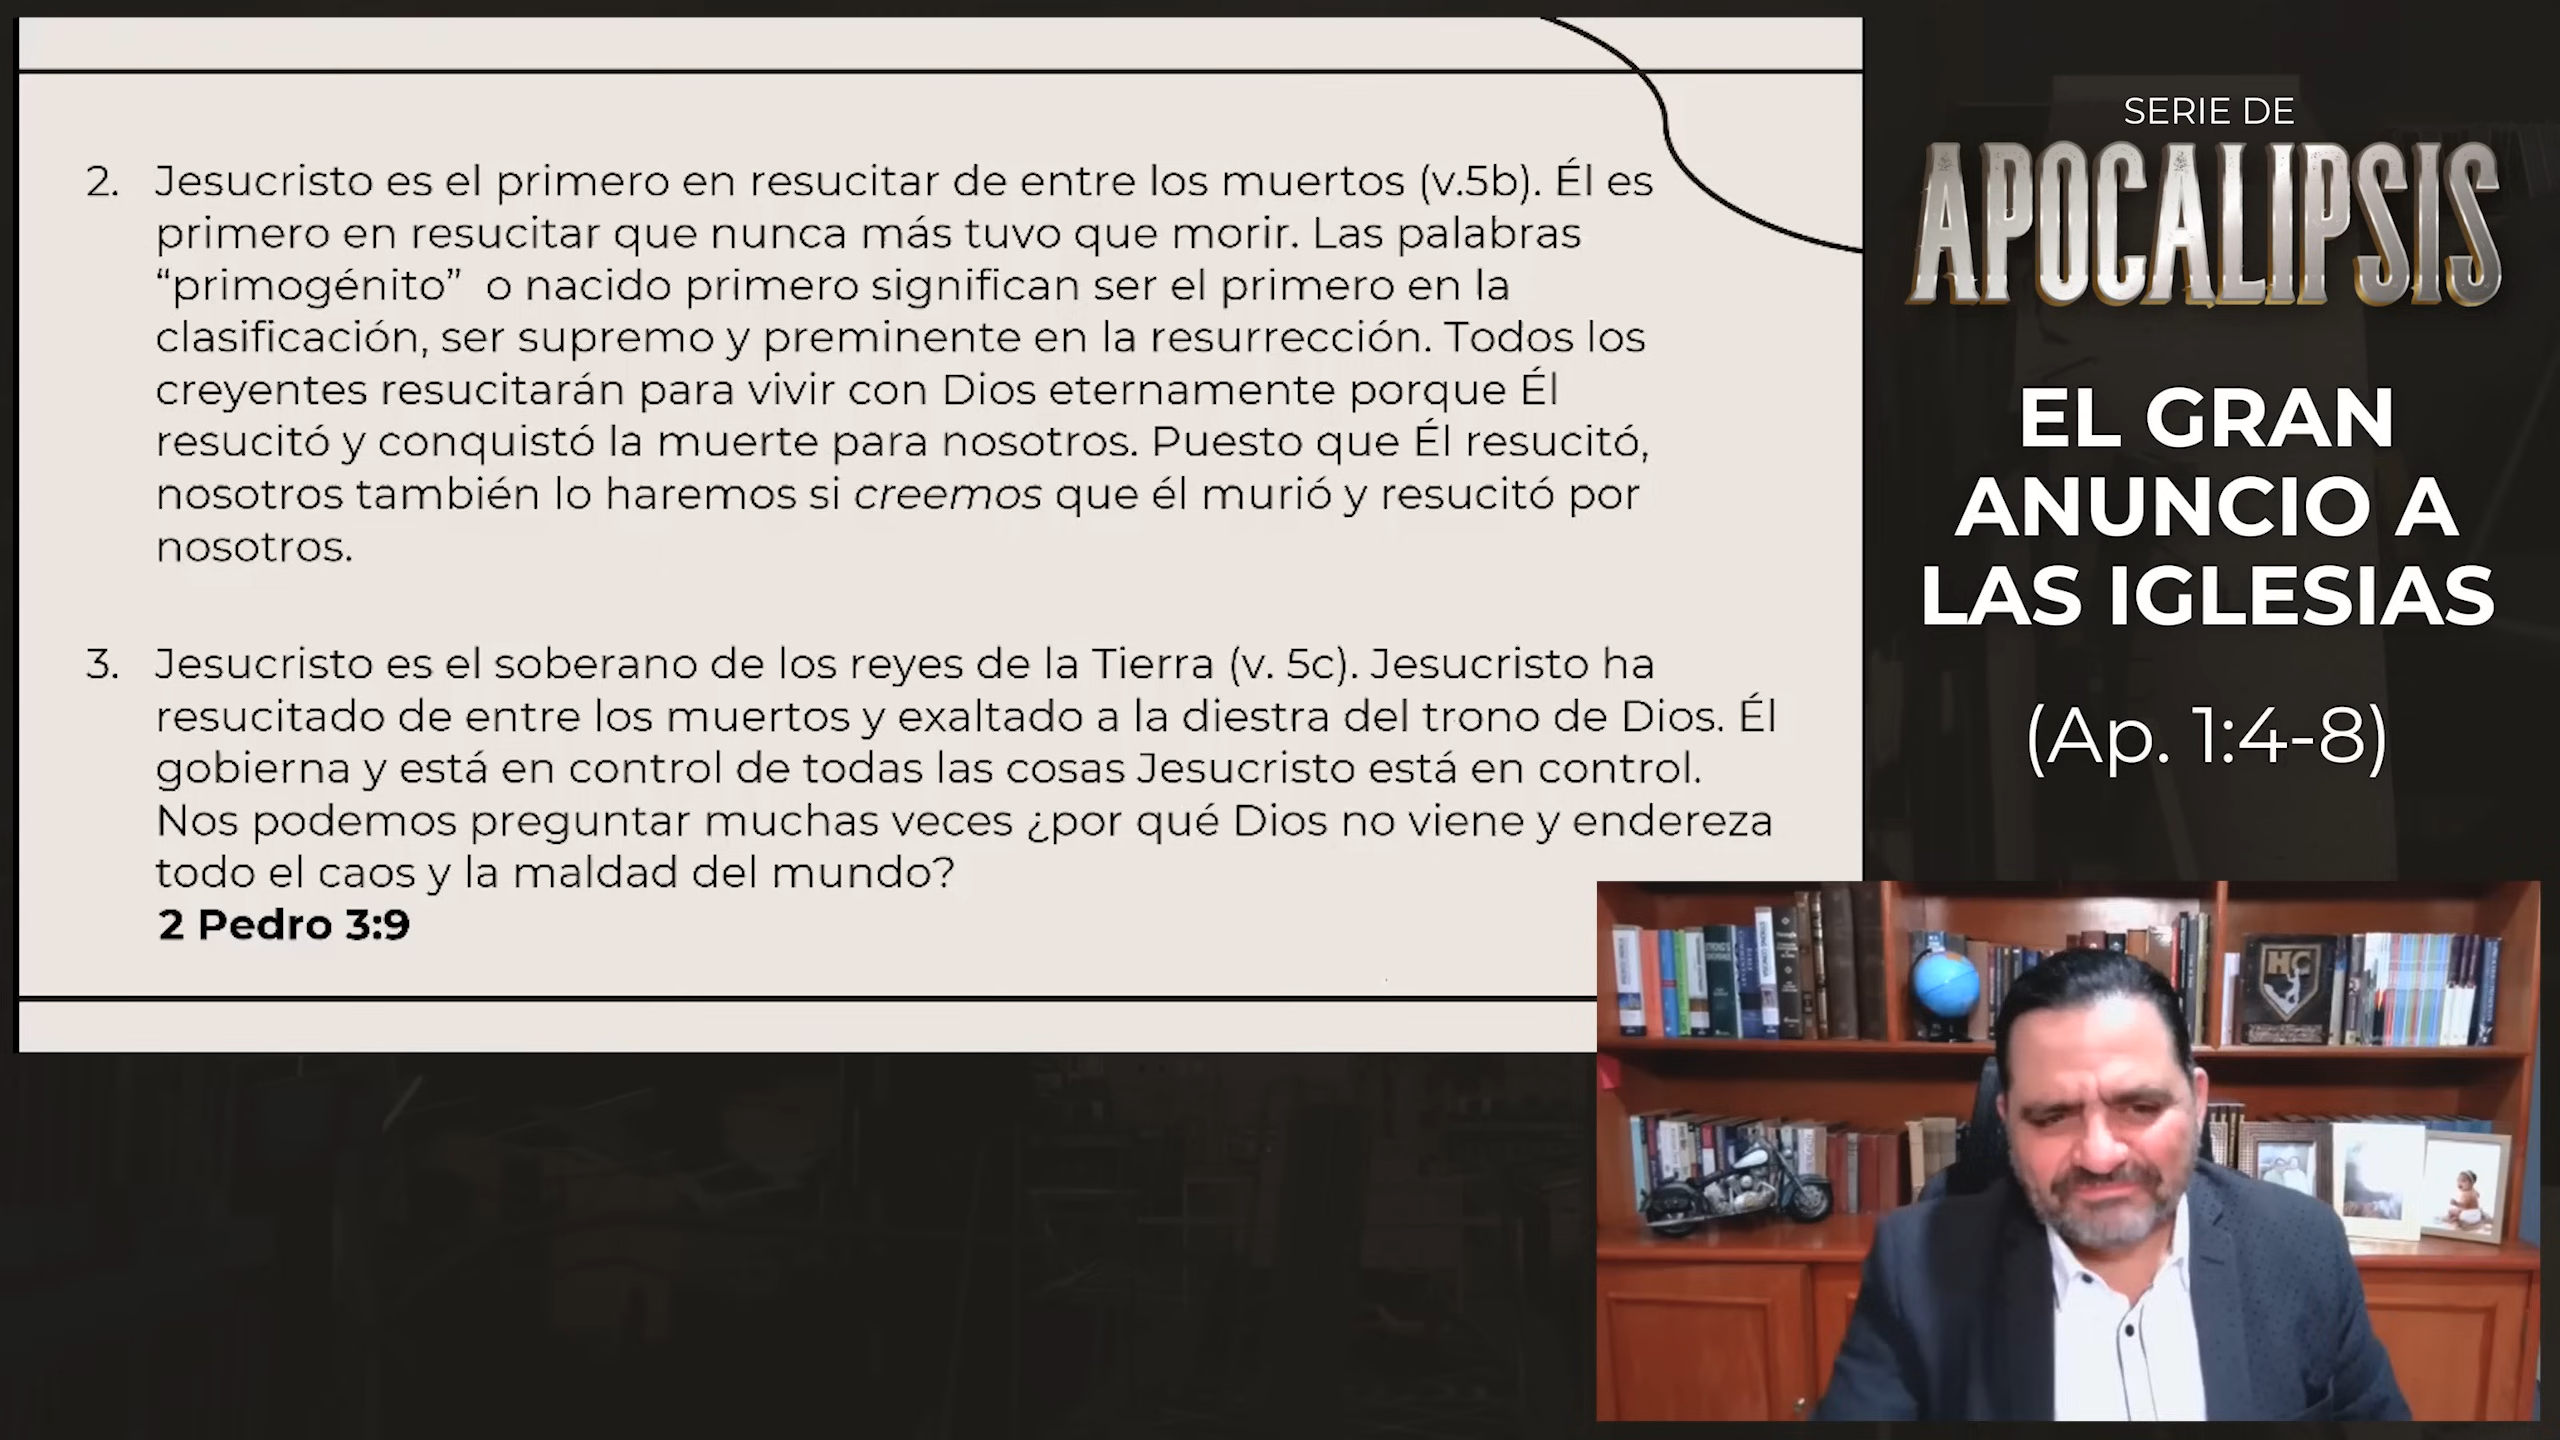 2. Jesucristo es el primero en resucitar de entre los muertos (v.5b). Él es
primero en resucitar que nunca más tuvo que morir. Las palabras
“primogénito” o nacido primero significan ser el primero en la
clasificación, ser supremo y preminente en la resurrección. Todos los
creyentes resucitarán para vivir con Dios eternamente porque Él
resucitó y conquistó la muerte para nosotros. Puesto que Él resucitó,
nosotros también lo haremos si creemos que él murió y resucitó por
nosotros.
3. Jesucristo es el soberano de los reyes de la Tierra (v. 5c). Jesucristo ha
resucitado de entre los muertos y exaltado a la diestra del trono de Dios. Él
gobierna y está en control de todas las cosas Jesucristo está en control.
Nos podemos preguntar muchas veces ¿por qué Dios no viene y endereza
todo el caos y la maldad del mundo?
2 Pedro 3:9
SERIE DE
APOCALIPSIS
EL GRAN
ANUNCIO A
LAS IGLESIAS
(Ap. 1:4-8)
HC